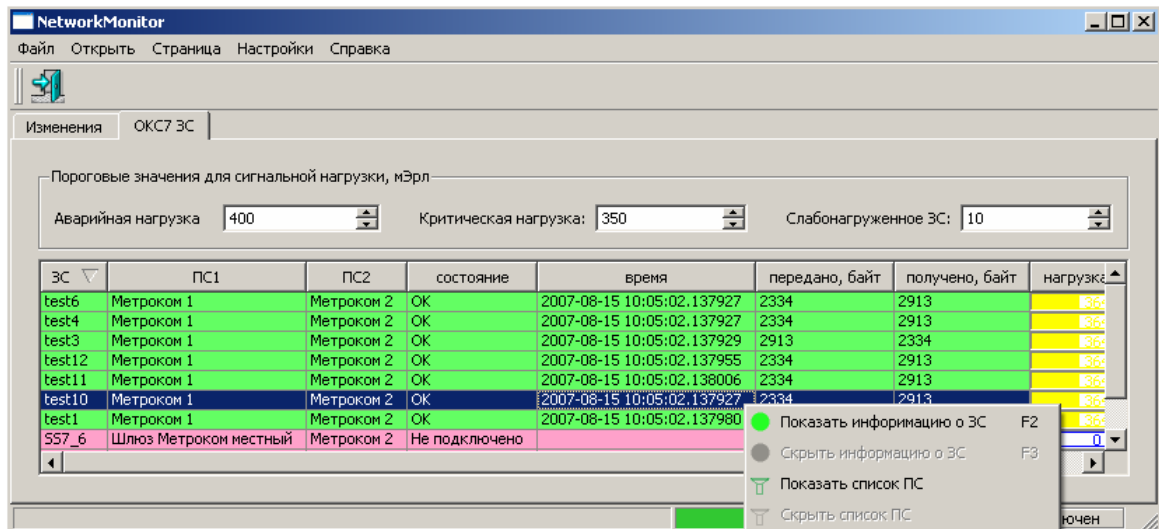 NetworkMonitor
Файл Открыть Страница Настройки Справка
Изменения ОКС7 ЗС
Пороговые значения для сигнальной нагрузки, мЭрл
Аварийная нагрузка 400 Критическая нагрузка: 350 Слабонагруженное ЗС: 10
ЗС ПС1 ПС2 состояние время передано, байт получено, байт нагрузка
test6 Метроком 1 Метроком 2 OK 2007-08-15 10:05:02.137927 2334 2913
test4 Метроком 1 Метроком 2 OK 2007-08-15 10:05:02.137927 2334 2913
test3 Метроком 1 Метроком 2 OK 2007-08-15 10:05:02.137929 2913 2334
test12 Метроком 1 Метроком 2 OK 2007-08-15 10:05:02.137955 2334 2913
test11 Метроком 1 Метроком 2 OK 2007-08-15 10:05:02.138006 2334 2913
test10 Метроком 1 Метроком 2 OK 2007-08-15 10:05:02.137927 2334 2913
test1 Метроком 1 Метроком 2 OK 2007-08-15 10:05:02.137980
SS7_6 Шлюз Метроком местный Метроком 2 Не подключено 0
Показать информацию о ЗС F2
Скрыть информацию о ЗС F3
Показать список ПС
Скрыть список ПС
ючен